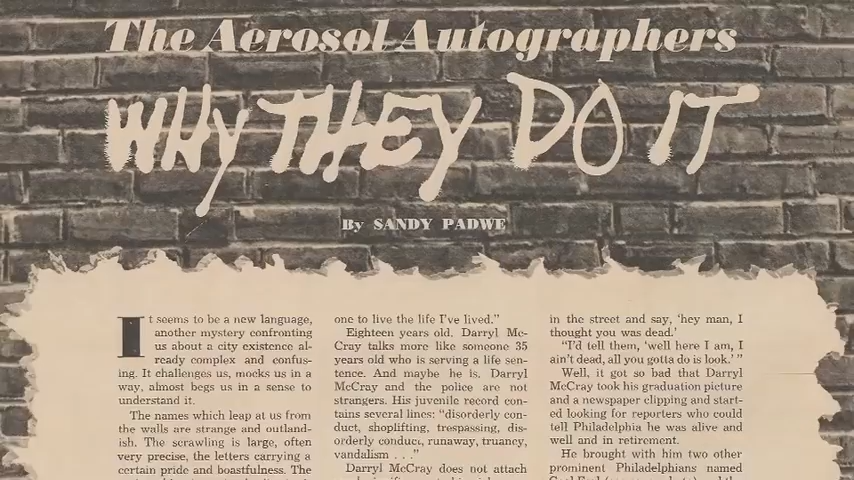 The Aerosol Autographers
WHY THEY DO IT
By SANDY PADWE
It seems to be a new language,
another mystery confronting
us about a city existence al-
ready complex and confus-
ing. It challenges us, mocks us in a
way, almost begs us in a sense to
understand it.
The names which leap at us from
the walls are strange and outland-
ish. The scrawling is large, often
very precise, the letters carrying a
certain pride and boastfulness. The
one to live the life I've lived."
Eighteen years old, Darryl Mc-
Cray talks more like someone 35
years old who is serving a life sen-
tence. And maybe he is. Darryl
McCray and the police are not
strangers. His juvenile record con-
tains several lines: "disorderly con-
duct, shoplifting, trespassing, dis-
orderly conduct, runaway, truancy,
vandalism . . ."
Darryl McCray does not attach
in the street and say, 'hey man, I
thought you was dead.'
"I'd tell them, 'well here I am, I
ain't dead, all you gotta do is look.' "
Well, it got so bad that Darryl
McCray took his graduation picture
and a newspaper clipping and start-
ed looking for reporters who could
tell Philadelphia he was alive and
well and in retirement.
He brought with him two other
prominent Philadelphians named